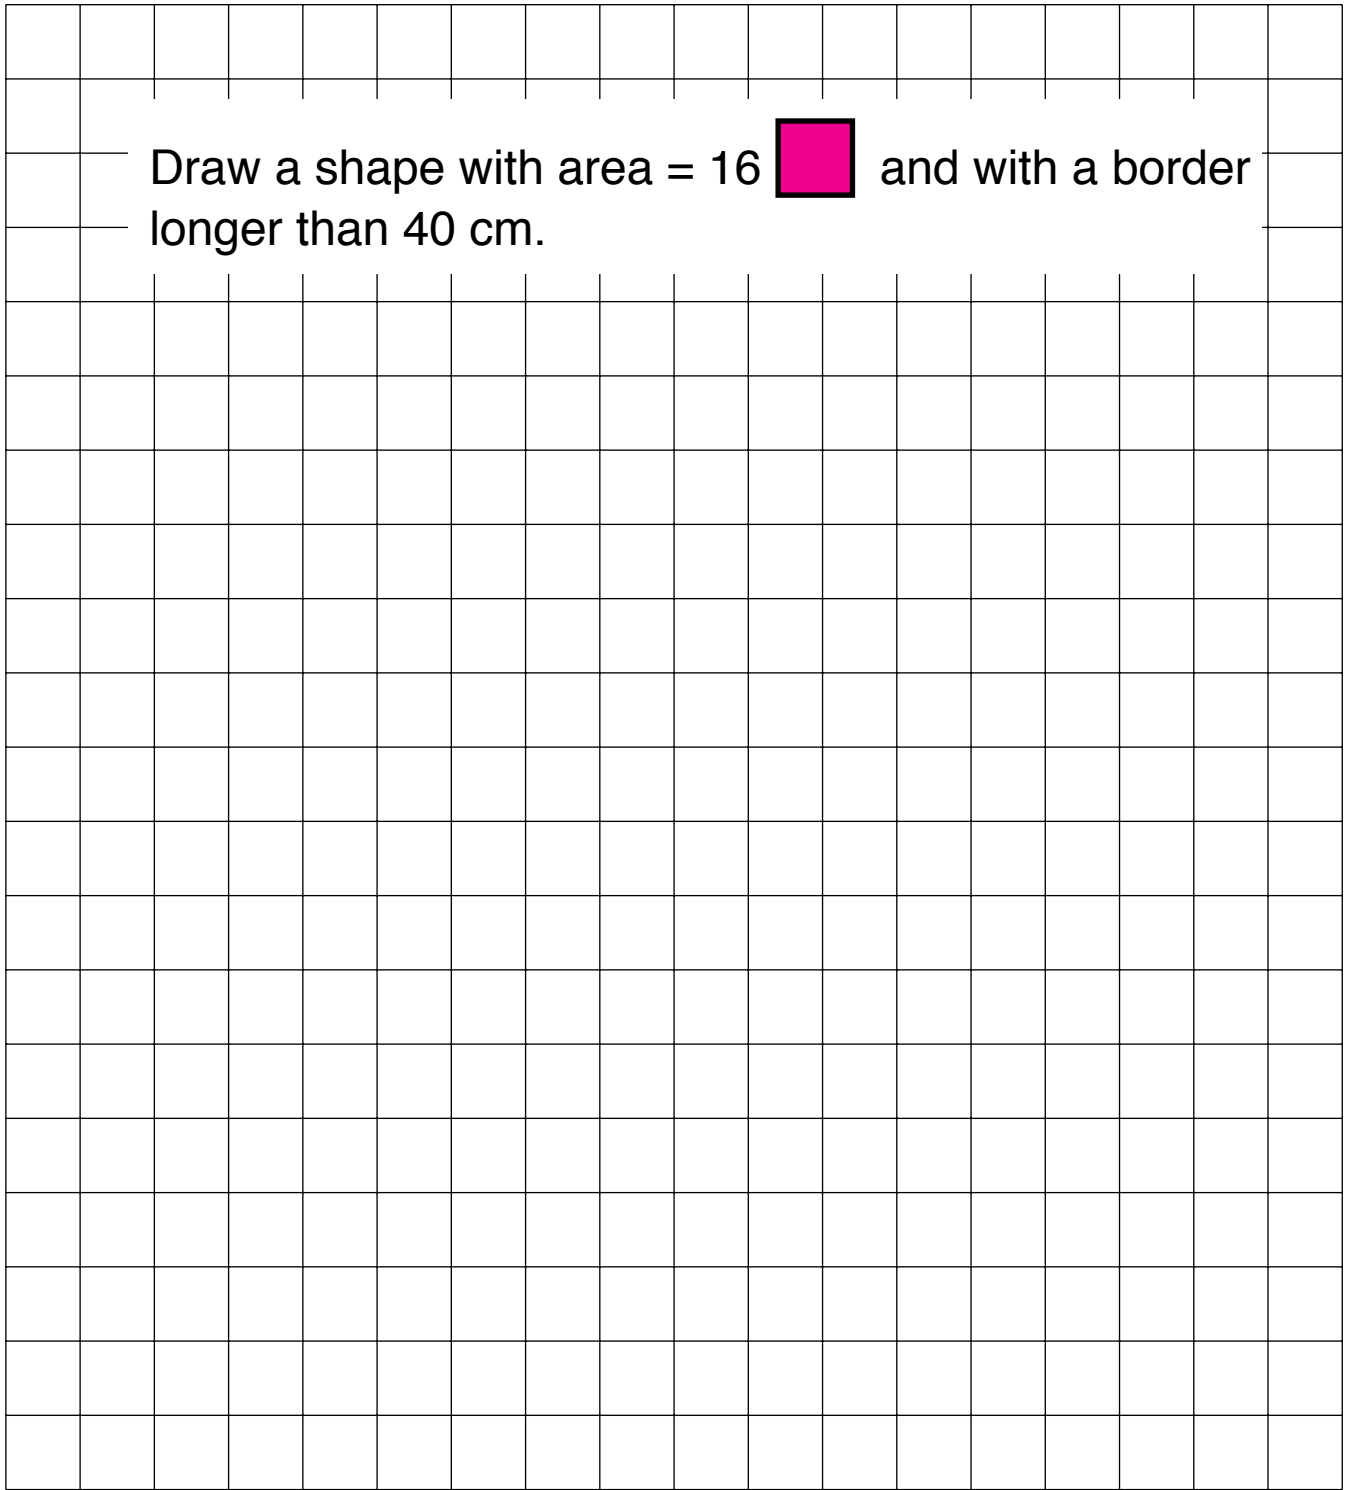 Draw a shape with area = 16 and with a border
longer than 40 cm.